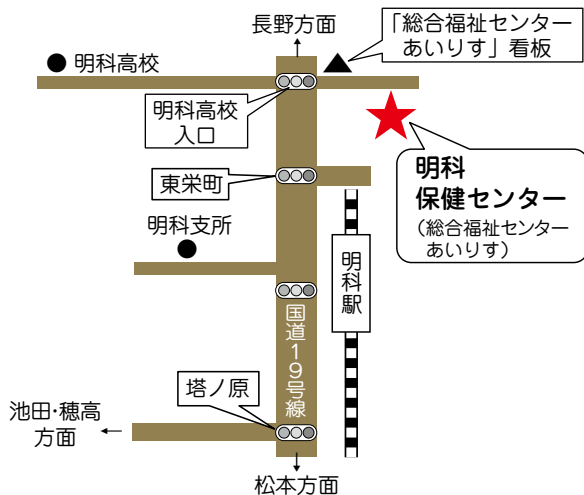 長野方面
「総合福祉センター
あいりす」看板
明科高校
明科高校
入口
東栄町
明科
保健センター
(総合福祉センター
あいりす)
明科支所
明科駅
国道19号線
塔ノ原
池田・穂高
方面
松本方面